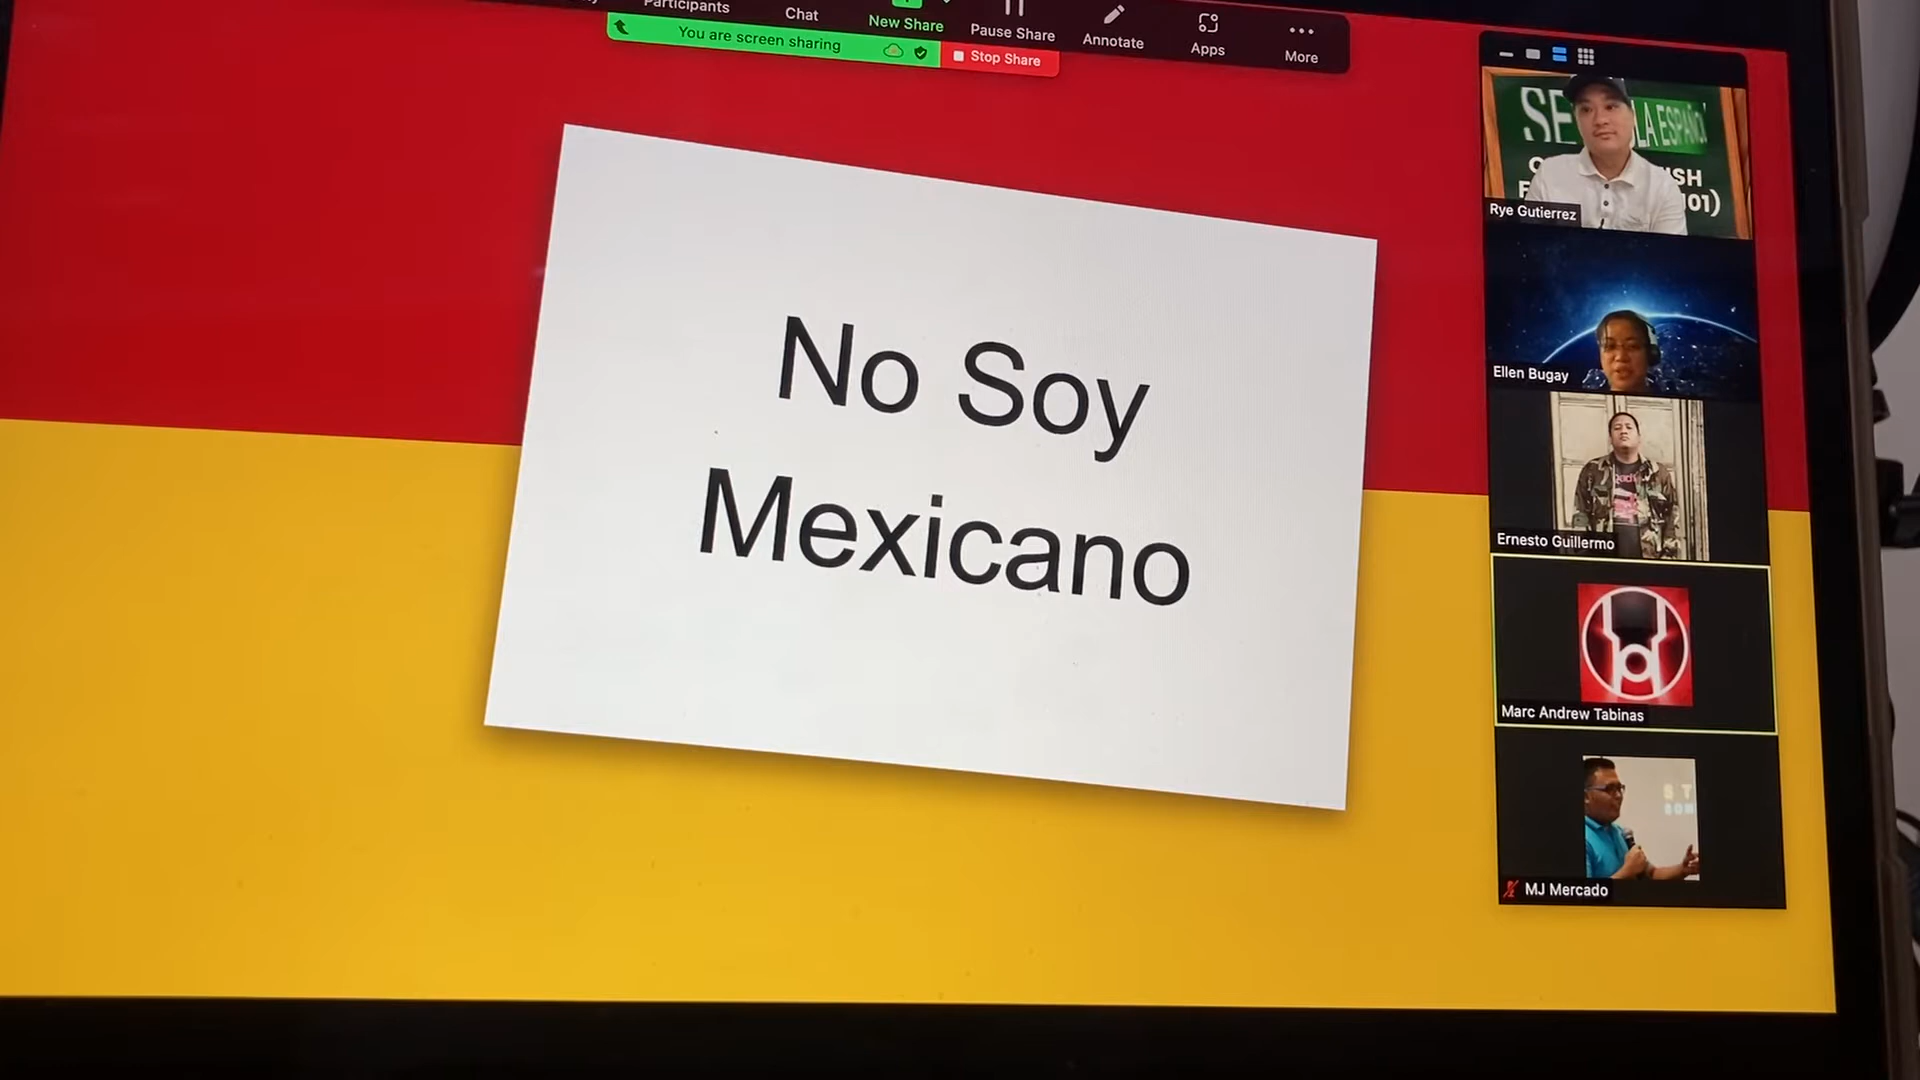 Participants
Chat
New Share
Pause Share
Annotate
Apps
More
You are screen sharing
Stop Share
No Soy
Mexicano
Rye Gutierrez
Ellen Bugay
Ernesto Guillermo
Marc Andrew Tabinas
MJ Mercado